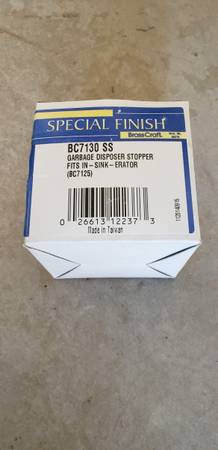 SPECIAL FINISH
BrassCraft.
BC7130 SS
GARBAGE DISPOSER STOPPER
FITS IN-SINK-ERATOR
(BC7125)
0 26613 12237 3
Made in Taiwan